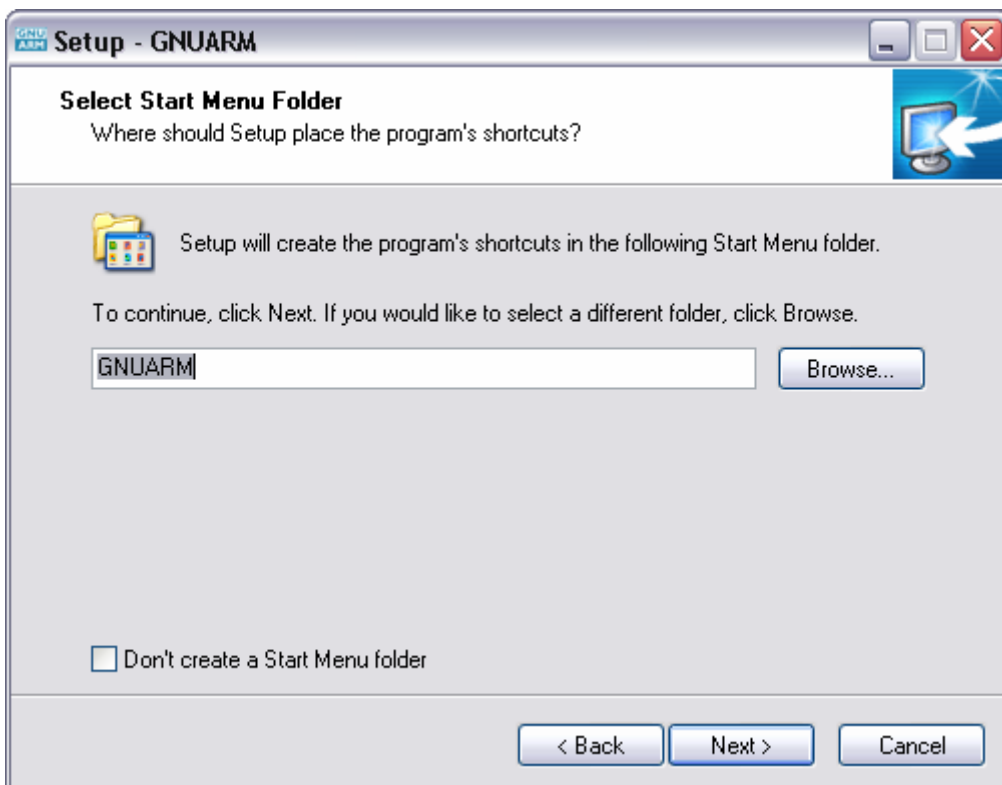 GNU
ARM
Setup - GNUARM
Select Start Menu Folder
Where should Setup place the program's shortcuts?
Setup will create the program's shortcuts in the following Start Menu folder.
To continue, click Next. If you would like to select a different folder, click Browse.
GNUARM
Browse...
Don't create a Start Menu folder
< Back
Next >
Cancel